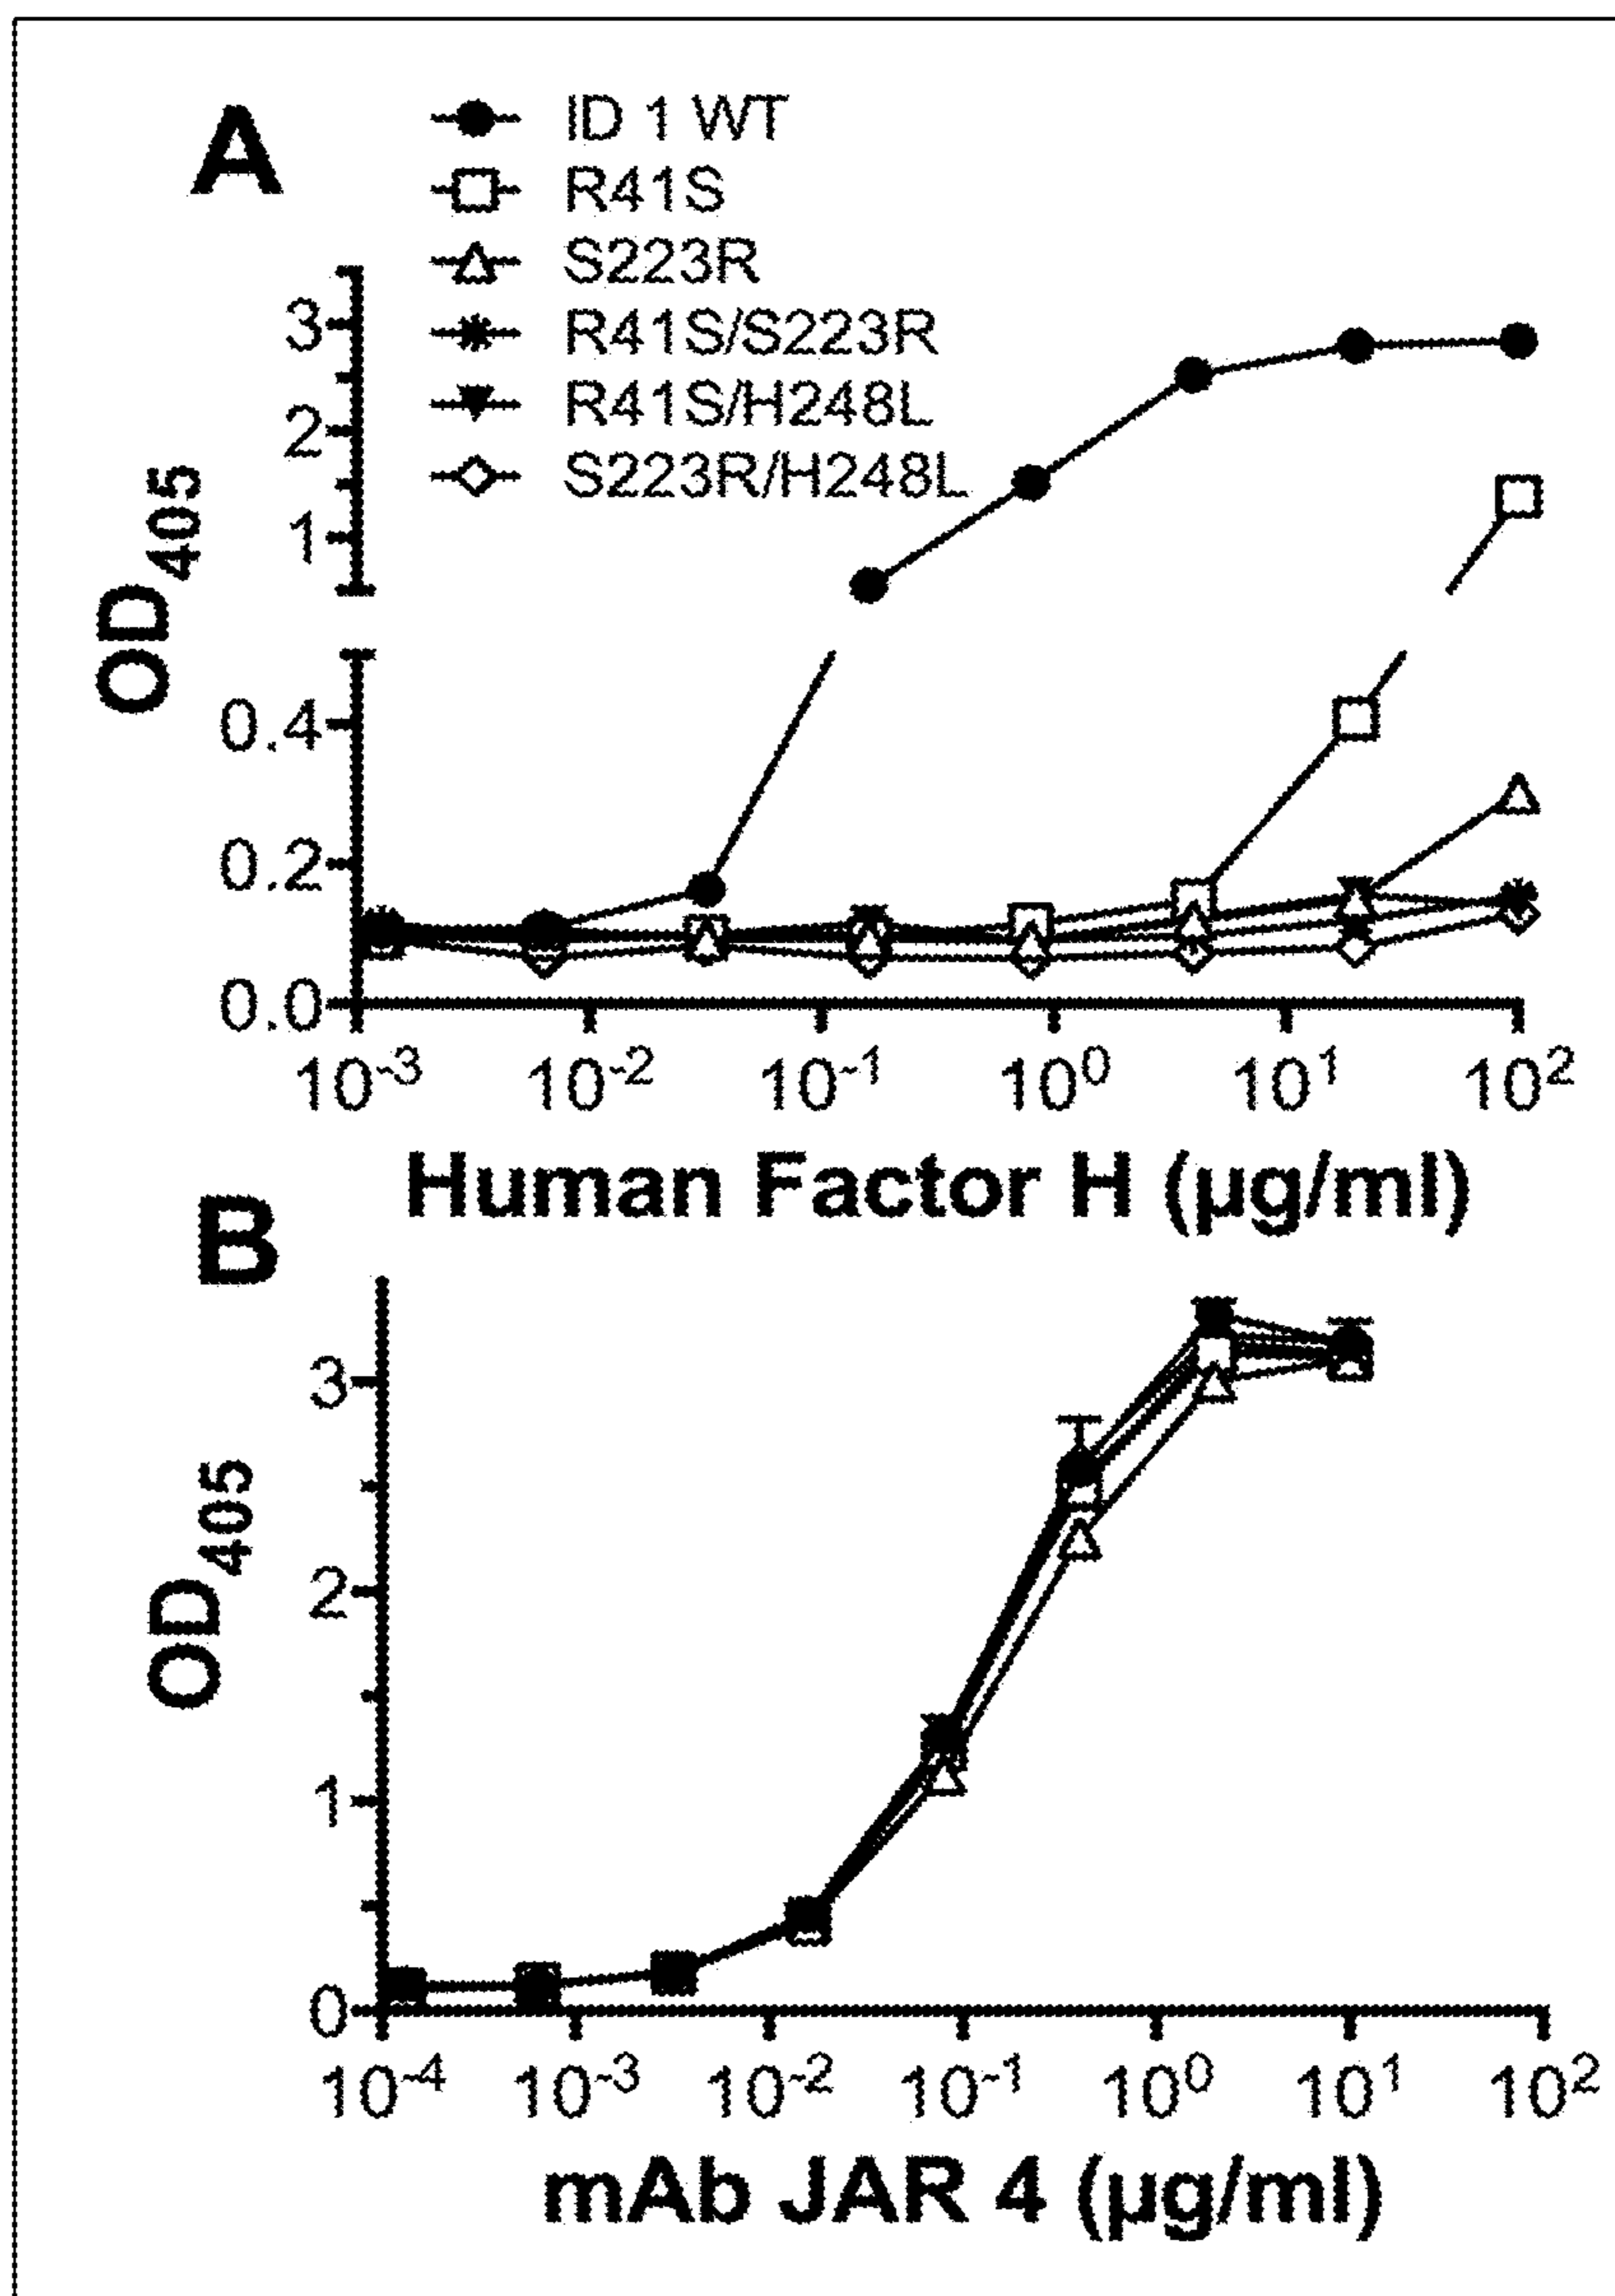 A
ID 1 WT
R41S
S223R
R41S/S223R
R41S/H248L
S223R/H248L
3
2
1
0.4
0.2
0.0
OD405
10-3 10-2 10-1 100 101 102
Human Factor H (µg/ml)
B
3
2
1
0
OD405
10-4 10-3 10-2 10-1 100 101 102
mAb JAR 4 (µg/ml)